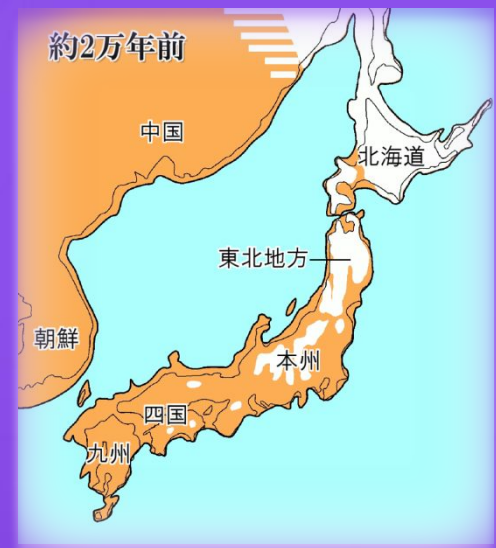 約2万年前
中国
北海道
東北地方
朝鮮
本州
四国
九州